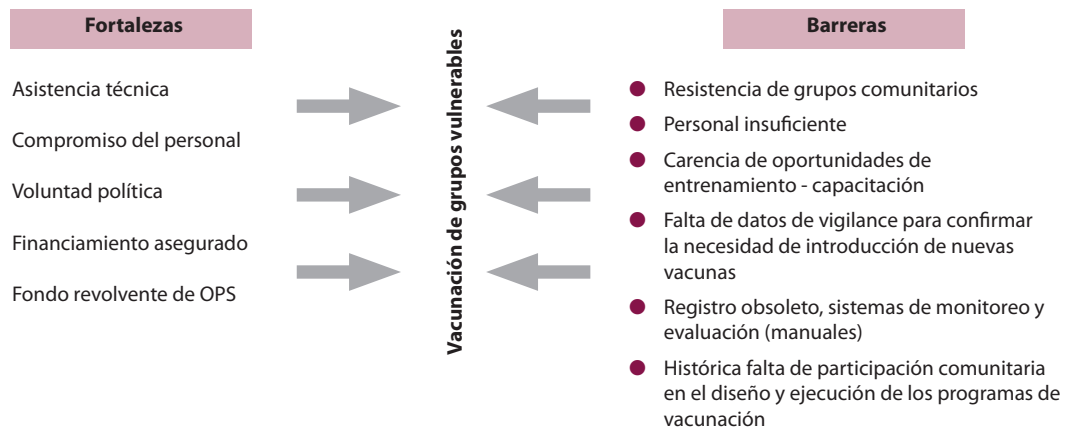 Fortalezas
Asistencia técnica
Compromiso del personal
Voluntad política
Financiamiento asegurado
Fondo revolvente de OPS
Vacunación de grupos vulnerables
Barreras
Resistencia de grupos comunitarios
Personal insuficiente
Carencia de oportunidades de
entrenamiento - capacitación
Falta de datos de vigilance para confirmar
la necesidad de introducción de nuevas
vacunas
Registro obsoleto, sistemas de monitoreo y
evaluación (manuales)
Histórica falta de participación comunitaria
en el diseño y ejecución de los programas de
vacunación